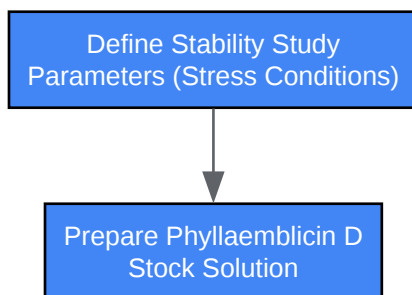 Define Stability Study
Parameters (Stress Conditions)
Prepare Phyllaemblicin D
Stock Solution